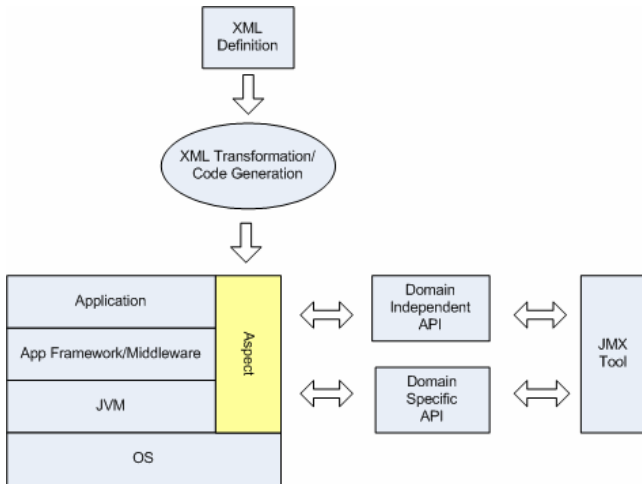 XML
Definition
XML Transformation/
Code Generation
Application
App Framework/Middleware
JVM
OS
Aspect
Domain
Independent
API
Domain
Specific
API
JMX
Tool